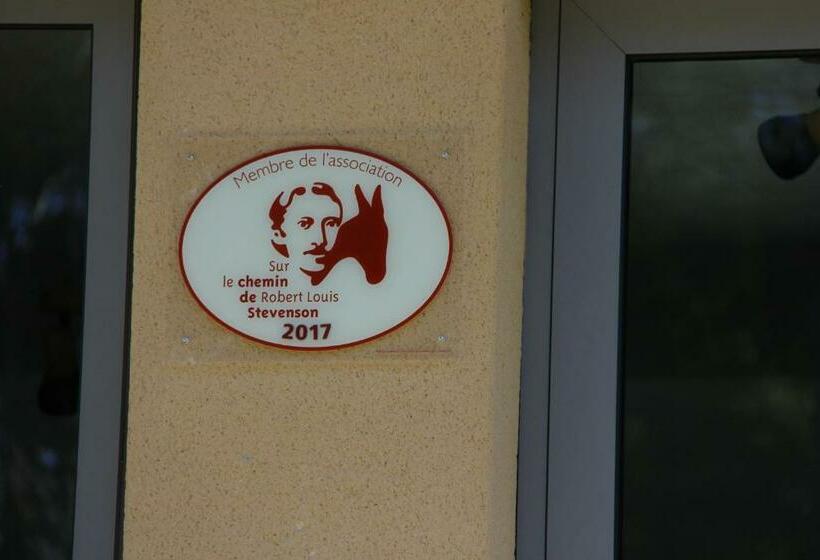 Membre de l'association
Sur
le chemin
de Robert Louis
Stevenson
2017